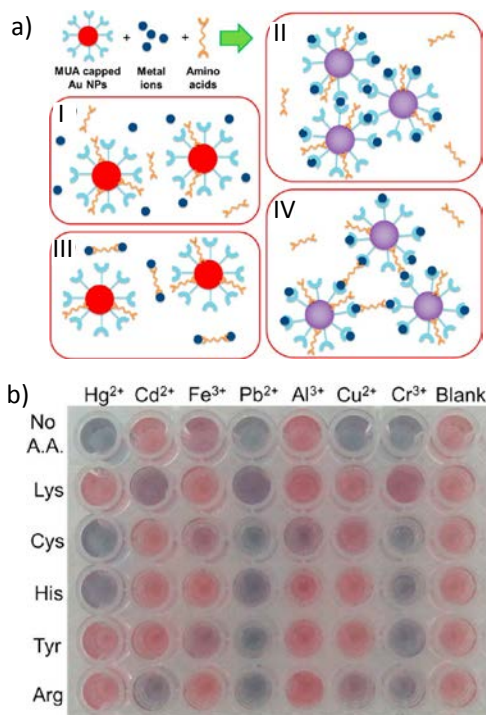 a)
+ + II
MUA capped Metal Amino
Au NPs ions acids
I
III
IV
b)
Hg²⁺ Cd²⁺ Fe³⁺ Pb²⁺ Al³⁺ Cu²⁺ Cr³⁺ Blank
No
A.A.
Lys
Cys
His
Tyr
Arg